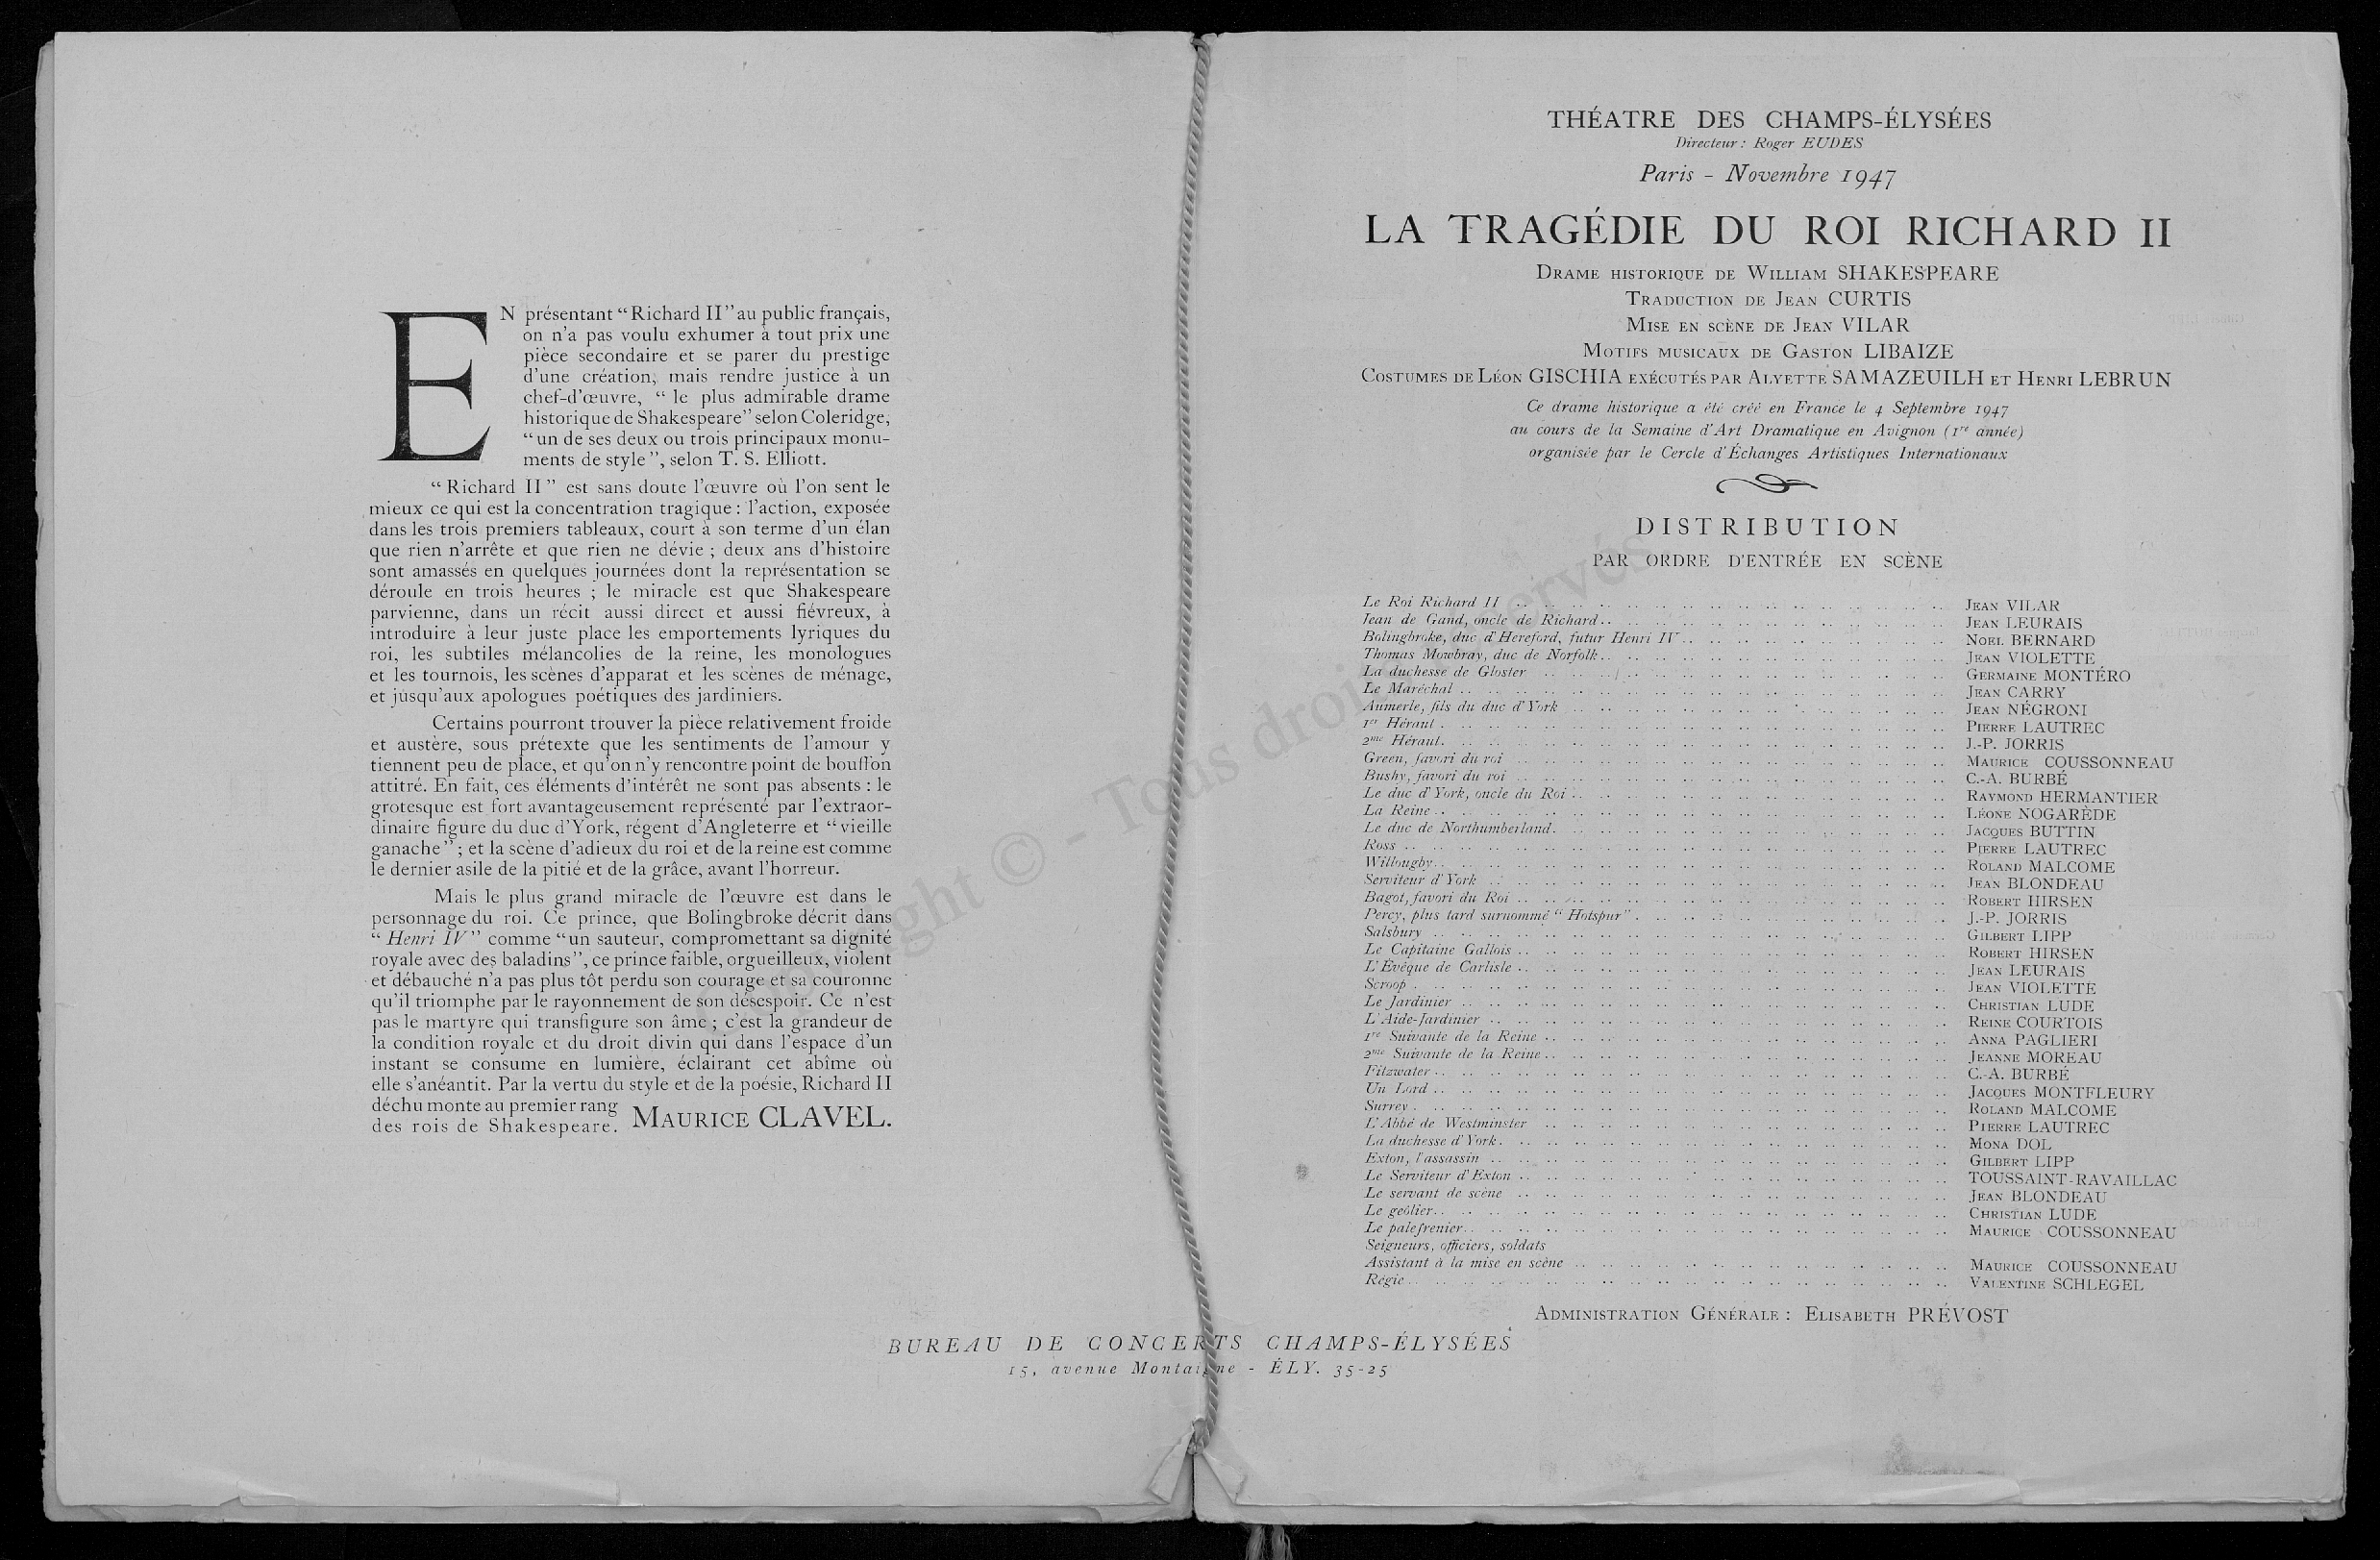 EN présentant “Richard II” au public français,
on n’a pas voulu exhumer à tout prix une
pièce secondaire et se parer du prestige
d’une création, mais rendre justice à un
chef-d’œuvre, “ le plus admirable drame
historique de Shakespeare” selon Coleridge,
“un de ses deux ou trois principaux monu-
ments de style”, selon T. S. Elliott.
“Richard II” est sans doute l’œuvre où l’on sent le
mieux ce qui est la concentration tragique : l’action, exposée
dans les trois premiers tableaux, court à son terme d’un élan
que rien n’arrête et que rien ne dévie ; deux ans d’histoire
sont amassés en quelques journées dont la représentation se
déroule en trois heures ; le miracle est que Shakespeare
parvienne, dans un récit aussi direct et aussi fiévreux, à
introduire à leur juste place les emportements lyriques du
roi, les subtiles mélancolies de la reine, les monologues
et les tournois, les scènes d’apparat et les scènes de ménage,
et jusqu’aux apologues poétiques des jardiniers.
Certains pourront trouver la pièce relativement froide
et austère, sous prétexte que les sentiments de l’amour y
tiennent peu de place, et qu’on n’y rencontre point de bouffon
attitré. En fait, ces éléments d’intérêt ne sont pas absents : le
grotesque est fort avantageusement représenté par l’extraor-
dinaire figure du duc d’York, régent d’Angleterre et “vieille
ganache” ; et la scène d’adieux du roi et de la reine est comme
le dernier asile de la pitié et de la grâce, avant l’horreur.
Mais le plus grand miracle de l’œuvre est dans le
personnage du roi. Ce prince, que Bolingbroke décrit dans
“Henri IV” comme “un sauteur, compromettant sa dignité
royale avec des baladins”, ce prince faible, orgueilleux, violent
et débauché n’a pas plus tôt perdu son courage et sa couronne
qu’il triomphe par le rayonnement de son désespoir. Ce n’est
pas le martyre qui transfigure son âme ; c’est la grandeur de
la condition royale et du droit divin qui dans l’espace d’un
instant se consume en lumière, éclairant cet abîme où
elle s’anéantit. Par la vertu du style et de la poésie, Richard II
déchu monte au premier rang
des rois de Shakespeare. MAURICE CLAVEL.
THÉATRE DES CHAMPS-ÉLYSÉES
Directeur : Roger EUDES
Paris - Novembre 1947
LA TRAGÉDIE DU ROI RICHARD II
DRAME HISTORIQUE DE WILLIAM SHAKESPEARE
TRADUCTION DE JEAN CURTIS
MISE EN SCÈNE DE JEAN VILAR
MOTIFS MUSICAUX DE GASTON LIBAIZE
COSTUMES DE LÉON GISCHIA EXÉCUTÉS PAR ALYETTE SAMAZEUILH ET HENRI LEBRUN
Ce drame historique a été créé en France le 4 Septembre 1947
au cours de la Semaine d’Art Dramatique en Avignon (1re année)
organisée par le Cercle d’Échanges Artistiques Internationaux
DISTRIBUTION
PAR ORDRE D’ENTRÉE EN SCÈNE
Le Roi Richard II JEAN VILAR
Jean de Gand, oncle de Richard JEAN LEURAIS
Bolingbroke, duc d’Hereford, futur Henri IV NOEL BERNARD
Thomas Mowbray, duc de Norfolk JEAN VIOLETTE
La duchesse de Gloster GERMAINE MONTÉRO
Le Maréchal JEAN CARRY
Aumerle, fils du duc d’York JEAN NÉGRONI
1er Héraut PIERRE LAUTREC
2me Héraut J.-P. JORRIS
Green, favori du roi MAURICE COUSSONNEAU
Bushy, favori du roi C.-A. BURBÉ
Le duc d’York, oncle du Roi RAYMOND HERMANTIER
La Reine LÉONE NOGARÈDE
Le duc de Northumberland JACQUES BUTTIN
Ross PIERRE LAUTREC
Willougby ROLAND MALCOME
Serviteur d’York JEAN BLONDEAU
Bagot, favori du Roi ROBERT HIRSEN
Percy, plus tard surnommé “Hotspur” J.-P. JORRIS
Salsbury GILBERT LIPP
Le Capitaine Gallois ROBERT HIRSEN
L’Évêque de Carlisle JEAN LEURAIS
Scroop JEAN VIOLETTE
Le Jardinier CHRISTIAN LUDE
L’Aide-Jardinier REINE COURTOIS
1re Suivante de la Reine ANNA PAGLIERI
2me Suivante de la Reine JEANNE MOREAU
Fitzwater C.-A. BURBÉ
Un Lord JACQUES MONTFLEURY
Surrey ROLAND MALCOME
L’Abbé de Westminster PIERRE LAUTREC
La duchesse d’York MONA DOL
Exton, l’assassin GILBERT LIPP
Le Serviteur d’Exton TOUSSAINT-RAVAILLAC
Le servant de scène JEAN BLONDEAU
Le geôlier CHRISTIAN LUDE
Le palefrenier MAURICE COUSSONNEAU
Seigneurs, officiers, soldats
Assistant à la mise en scène MAURICE COUSSONNEAU
Régie VALENTINE SCHLEGEL
ADMINISTRATION GÉNÉRALE : ELISABETH PRÉVOST
BUREAU DE CONCERTS CHAMPS-ÉLYSÉES
15, avenue Montaigne - ÉLY. 35-25
Copyright © - Tous droits réservés